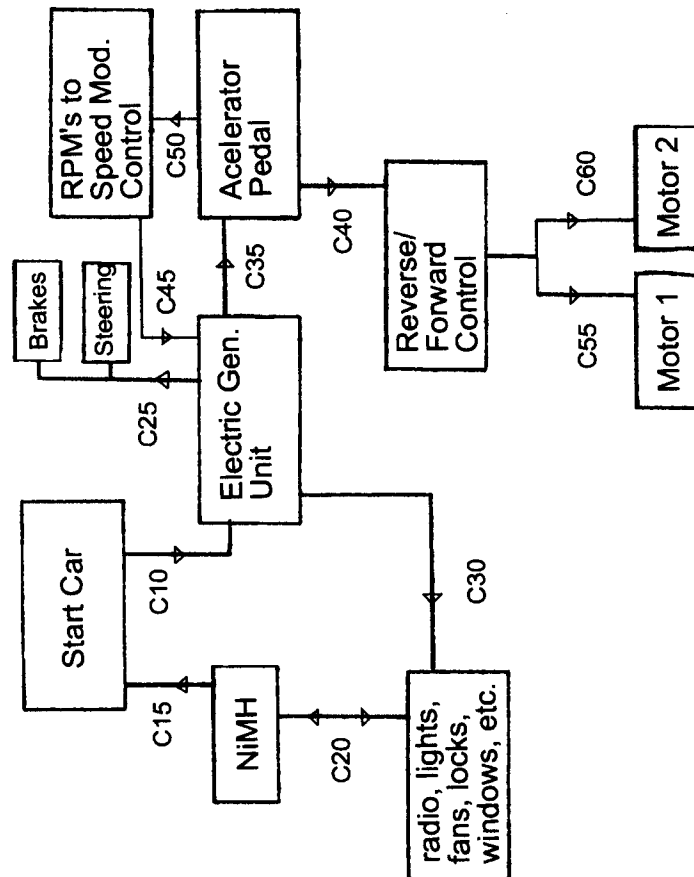 Start Car
C15
C10
NiMH
C20
radio, lights,
fans, locks,
windows, etc.
C30
Electric Gen.
Unit
C25
Brakes
Steering
C45
C35
RPM's to
Speed Mod.
Control
C50
Acelerator
Pedal
C40
Reverse/
Forward
Control
C55
C60
Motor 1
Motor 2